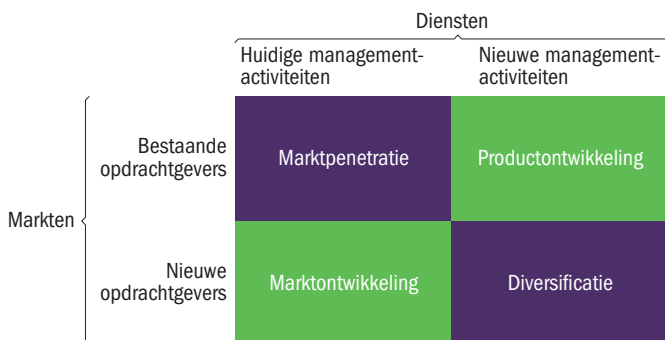 Diensten
Huidige management-
activiteiten
Nieuwe management-
activiteiten
Bestaande
opdrachtgevers
Marktpenetratie
Productontwikkeling
Markten
Nieuwe
opdrachtgevers
Marktontwikkeling
Diversificatie